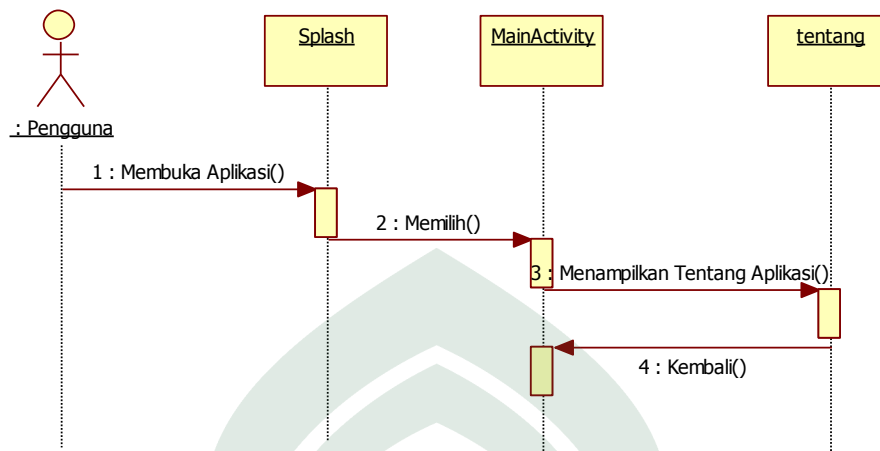 Splash
MainActivity
tentang
: Pengguna
1 : Membuka Aplikasi()
2 : Memilih()
3 : Menampilkan Tentang Aplikasi()
4 : Kembali()